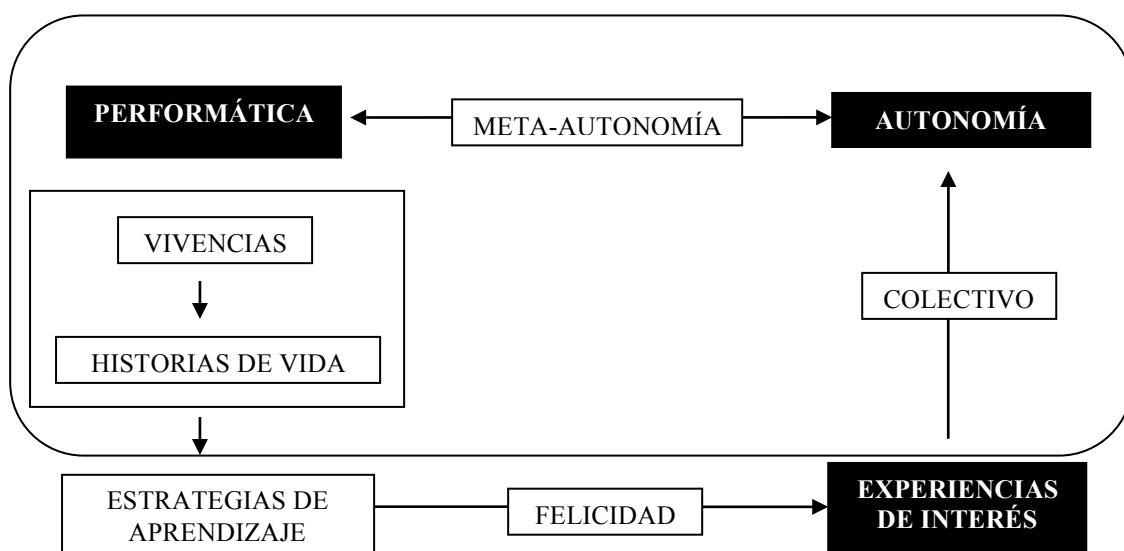 PERFORMÁTICA
META-AUTONOMÍA
AUTONOMÍA
VIVENCIAS
COLECTIVO
HISTORIAS DE VIDA
ESTRATEGIAS DE
APRENDIZAJE
FELICIDAD
EXPERIENCIAS
DE INTERÉS